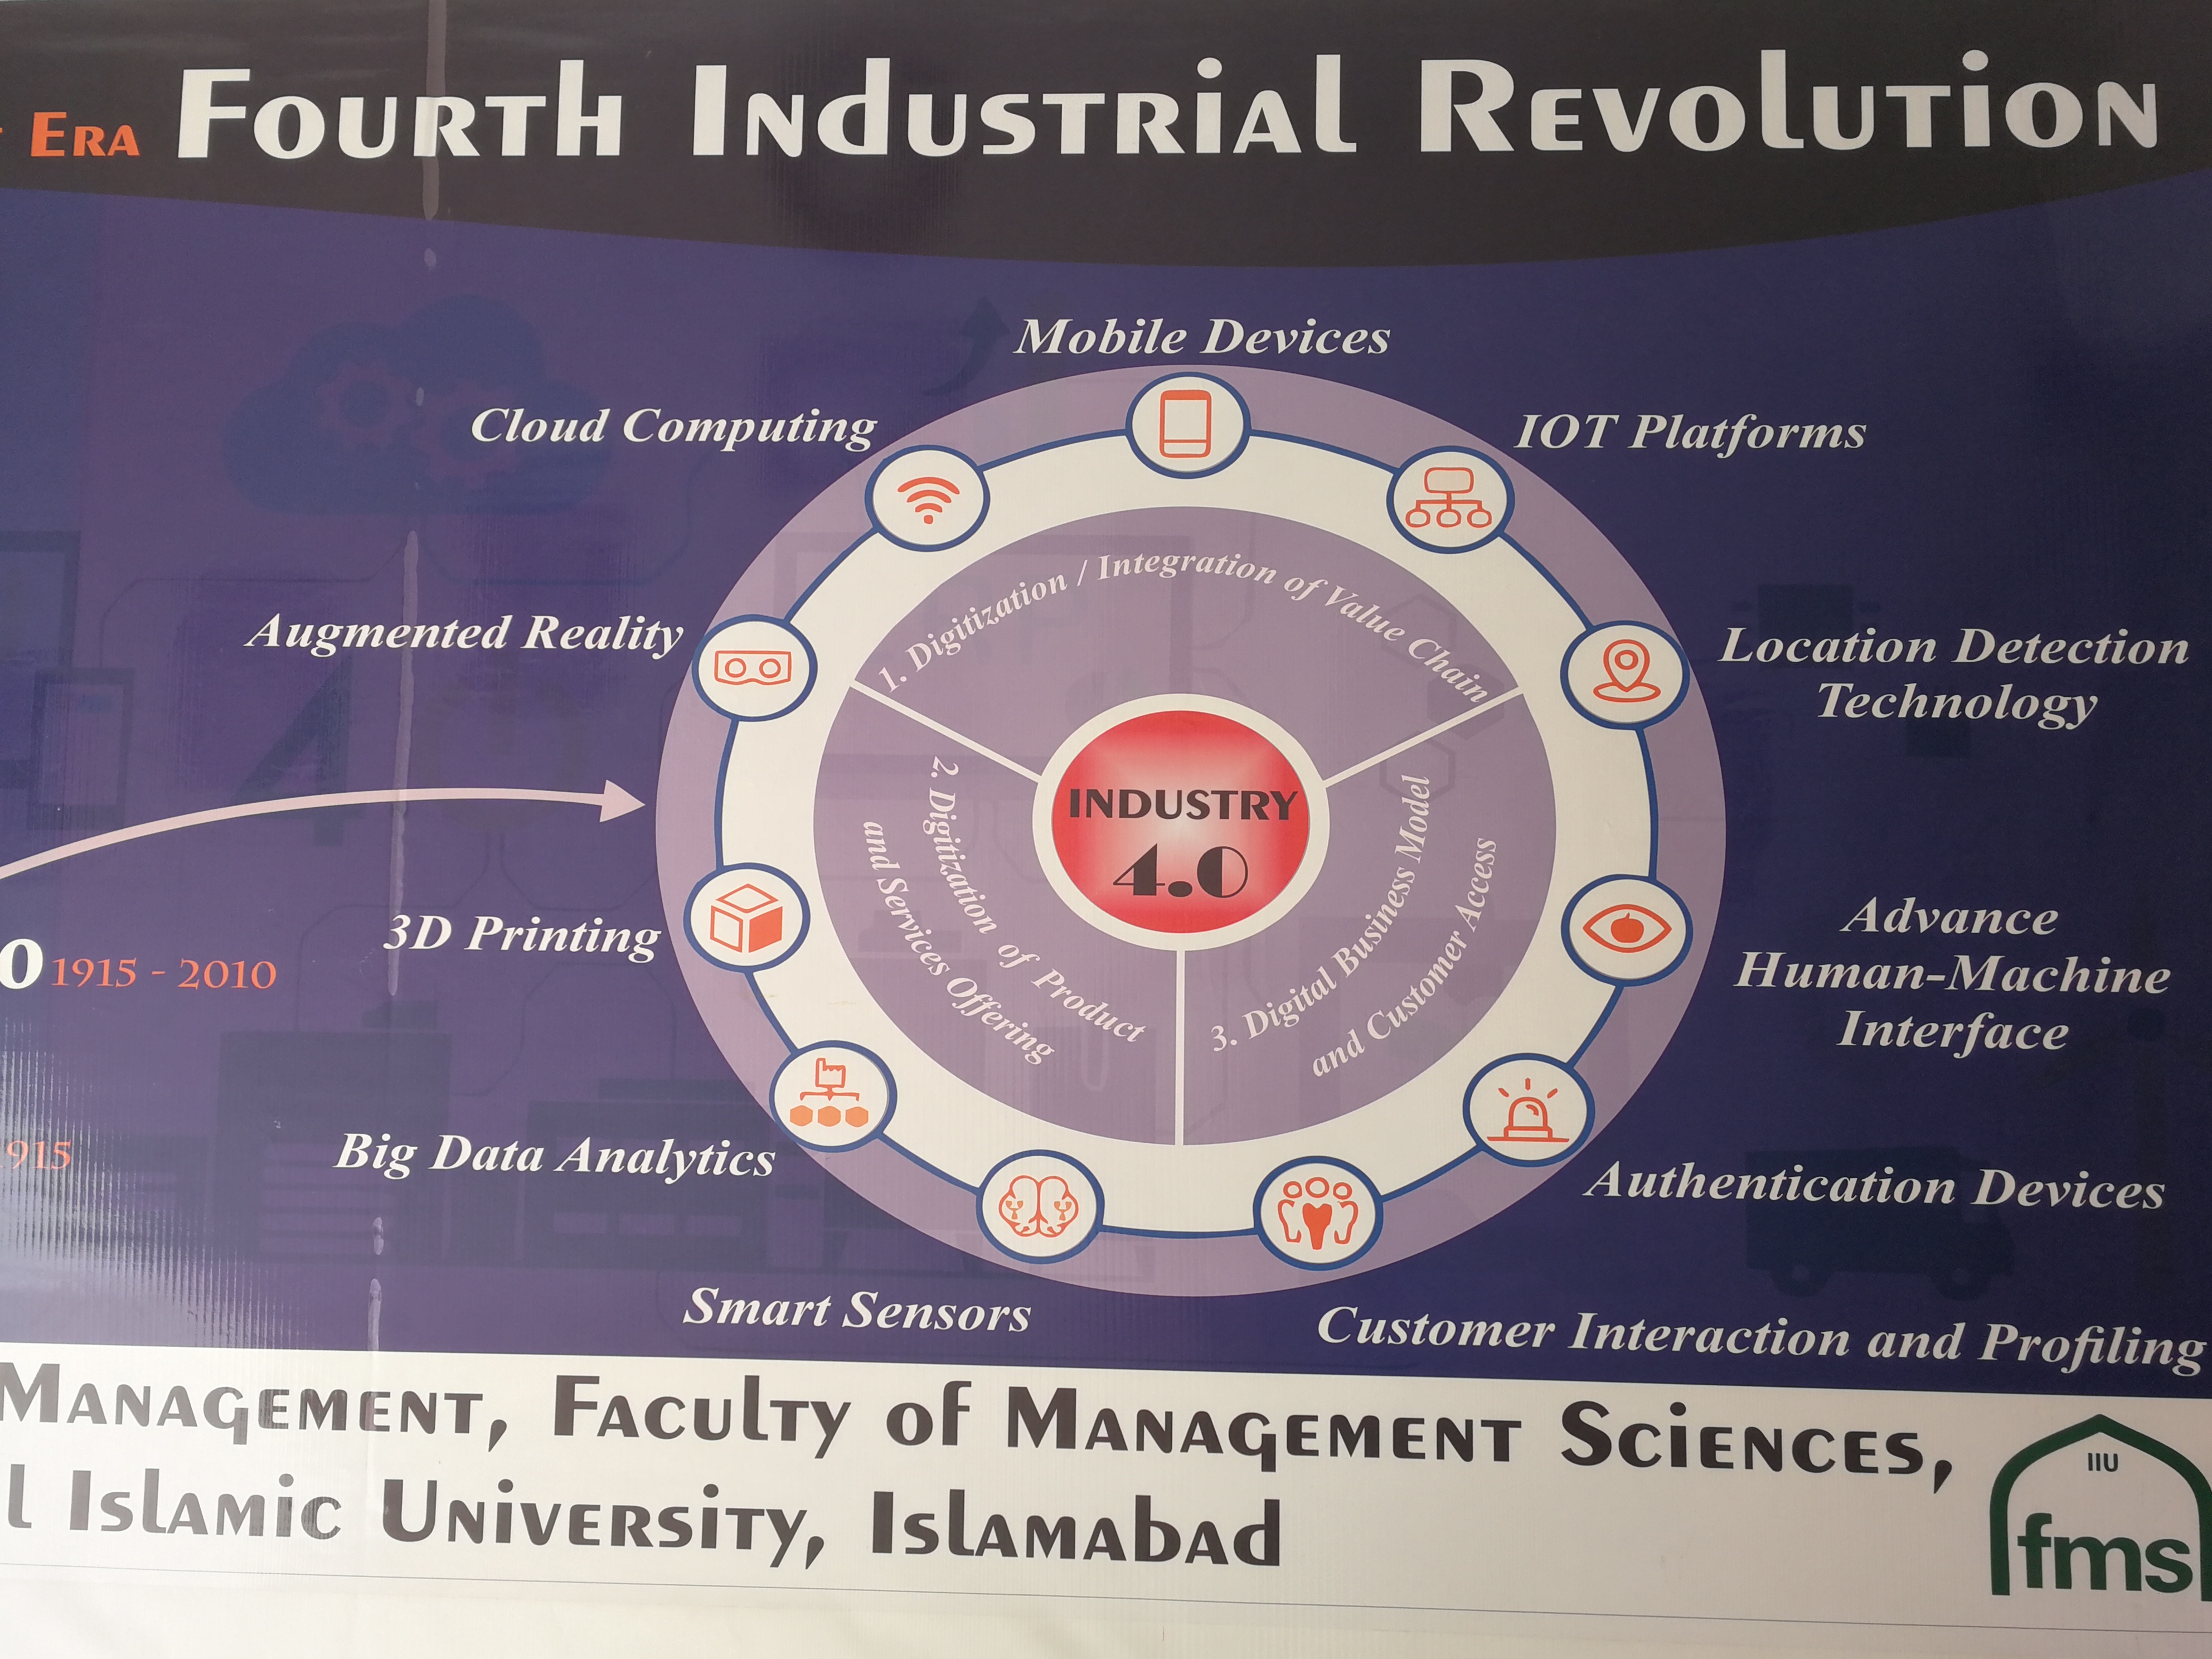 Era Fourth Industrial Revolution
Mobile Devices
Cloud Computing
IOT Platforms
Augmented Reality
Location Detection
Technology
1. Digitization / Integration of Value Chain
INDUSTRY
4.0
2. Digitization of Product
and Services Offering
3. Digital Business Model
and Customer Access
3D Printing
Advance
Human-Machine
Interface
1915 - 2010
Big Data Analytics
Authentication Devices
Smart Sensors
Customer Interaction and Profiling
Management, Faculty of Management Sciences,
Islamic University, Islamabad
IIU
fms